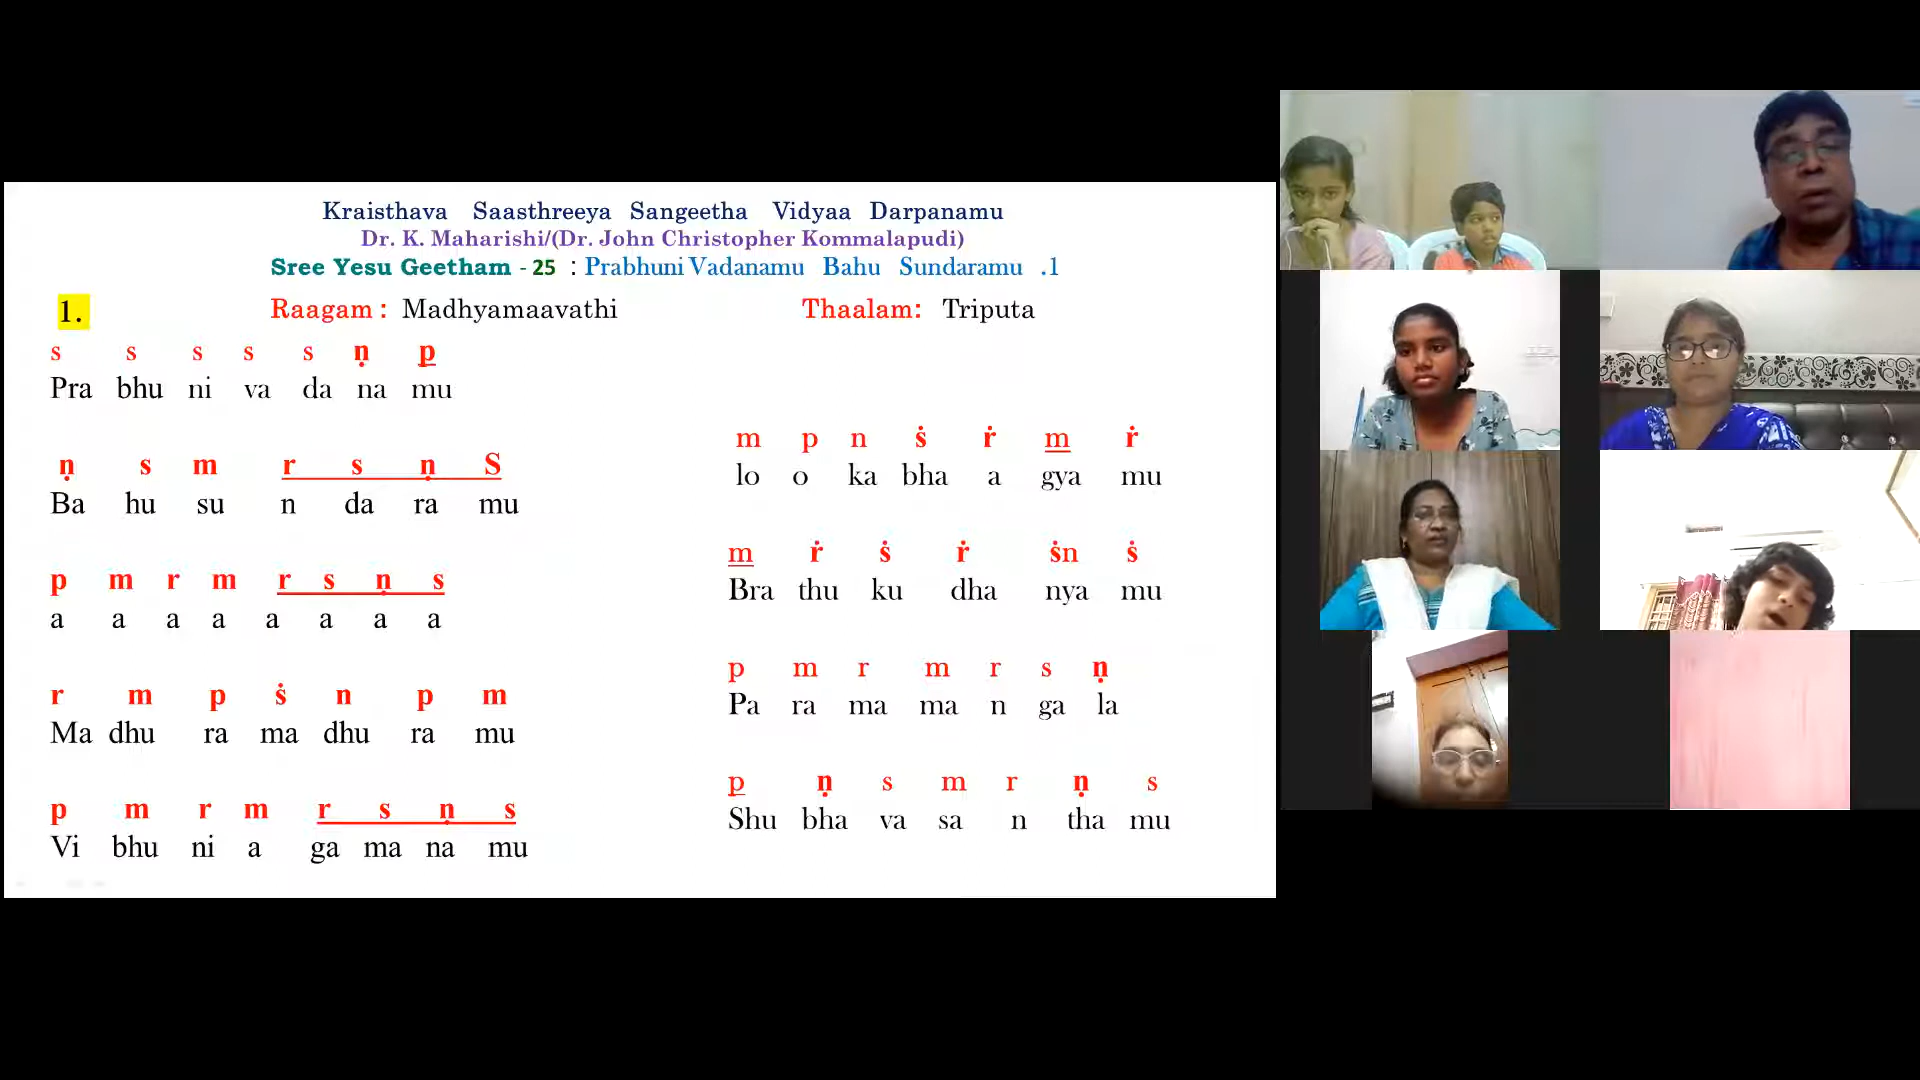 Kraisthava Saasthreeya Sangeetha Vidyaa Darpanamu
Dr. K. Maharishi/(Dr. John Christopher Kommalapudi)
Sree Yesu Geetham - 25 : Prabhuni Vadanamu Bahu Sundaramu .1
1. Raagam : Madhyamaavathi Thaalam: Triputa
s s s s s ṇ p
Pra bhu ni va da na mu
ṇ s m r s ṇ S
Ba hu su n da ra mu
p m r m r s ṇ s
a a a a a a a a
r m p ṡ n p m
Ma dhu ra ma dhu ra mu
p m r m r s ṇ s
Vi bhu ni a ga ma na mu
m p n ṡ ṙ m ṙ
lo o ka bha a gya mu
m ṙ ṡ ṙ ṡn ṡ
Bra thu ku dha nya mu
p m r m r s ṇ
Pa ra ma ma n ga la
p ṇ s m r ṇ s
Shu bha va sa n tha mu